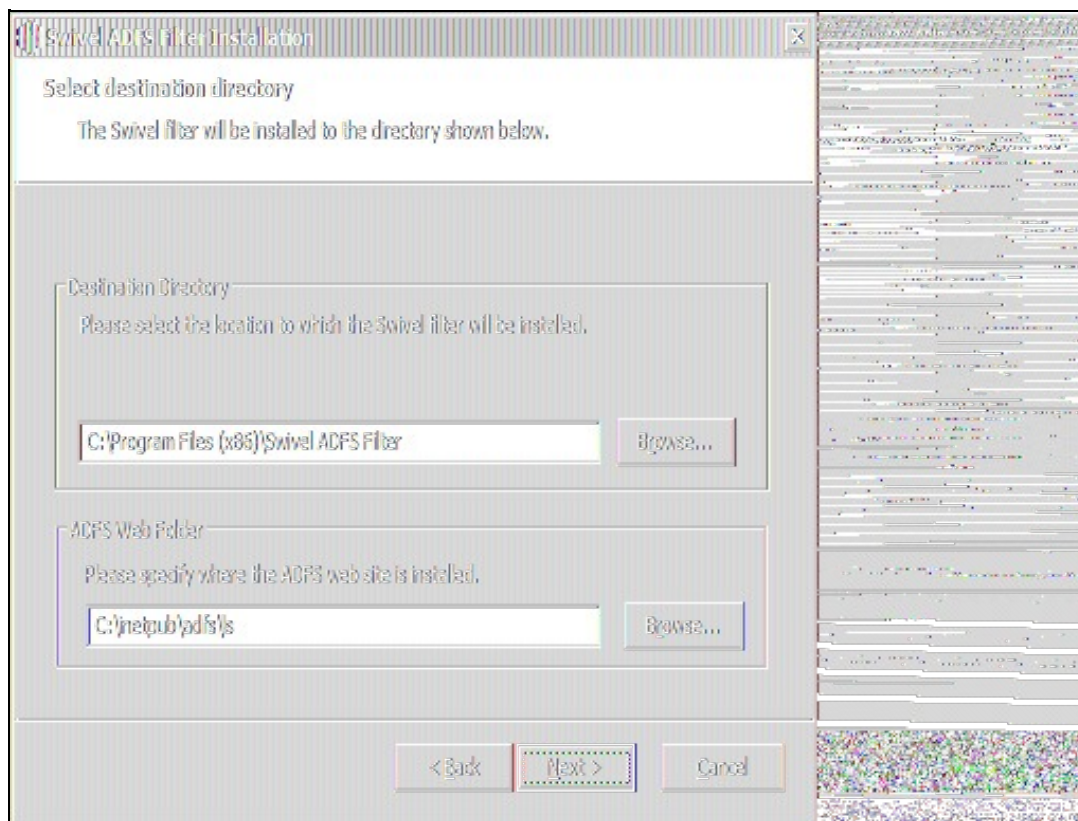 Swivel ADFS Filter Installation
Select destination directory
The Swivel filter will be installed to the directory shown below.
Destination Directory
Please select the location to which the Swivel filter will be installed.
C:\Program Files (x86)\Swivel ADFS Filter
Browse...
ADFS Web Folder
Please specify where the ADFS web site is installed.
C:\inetpub\adfs\ls
Browse...
< Back
Next >
Cancel